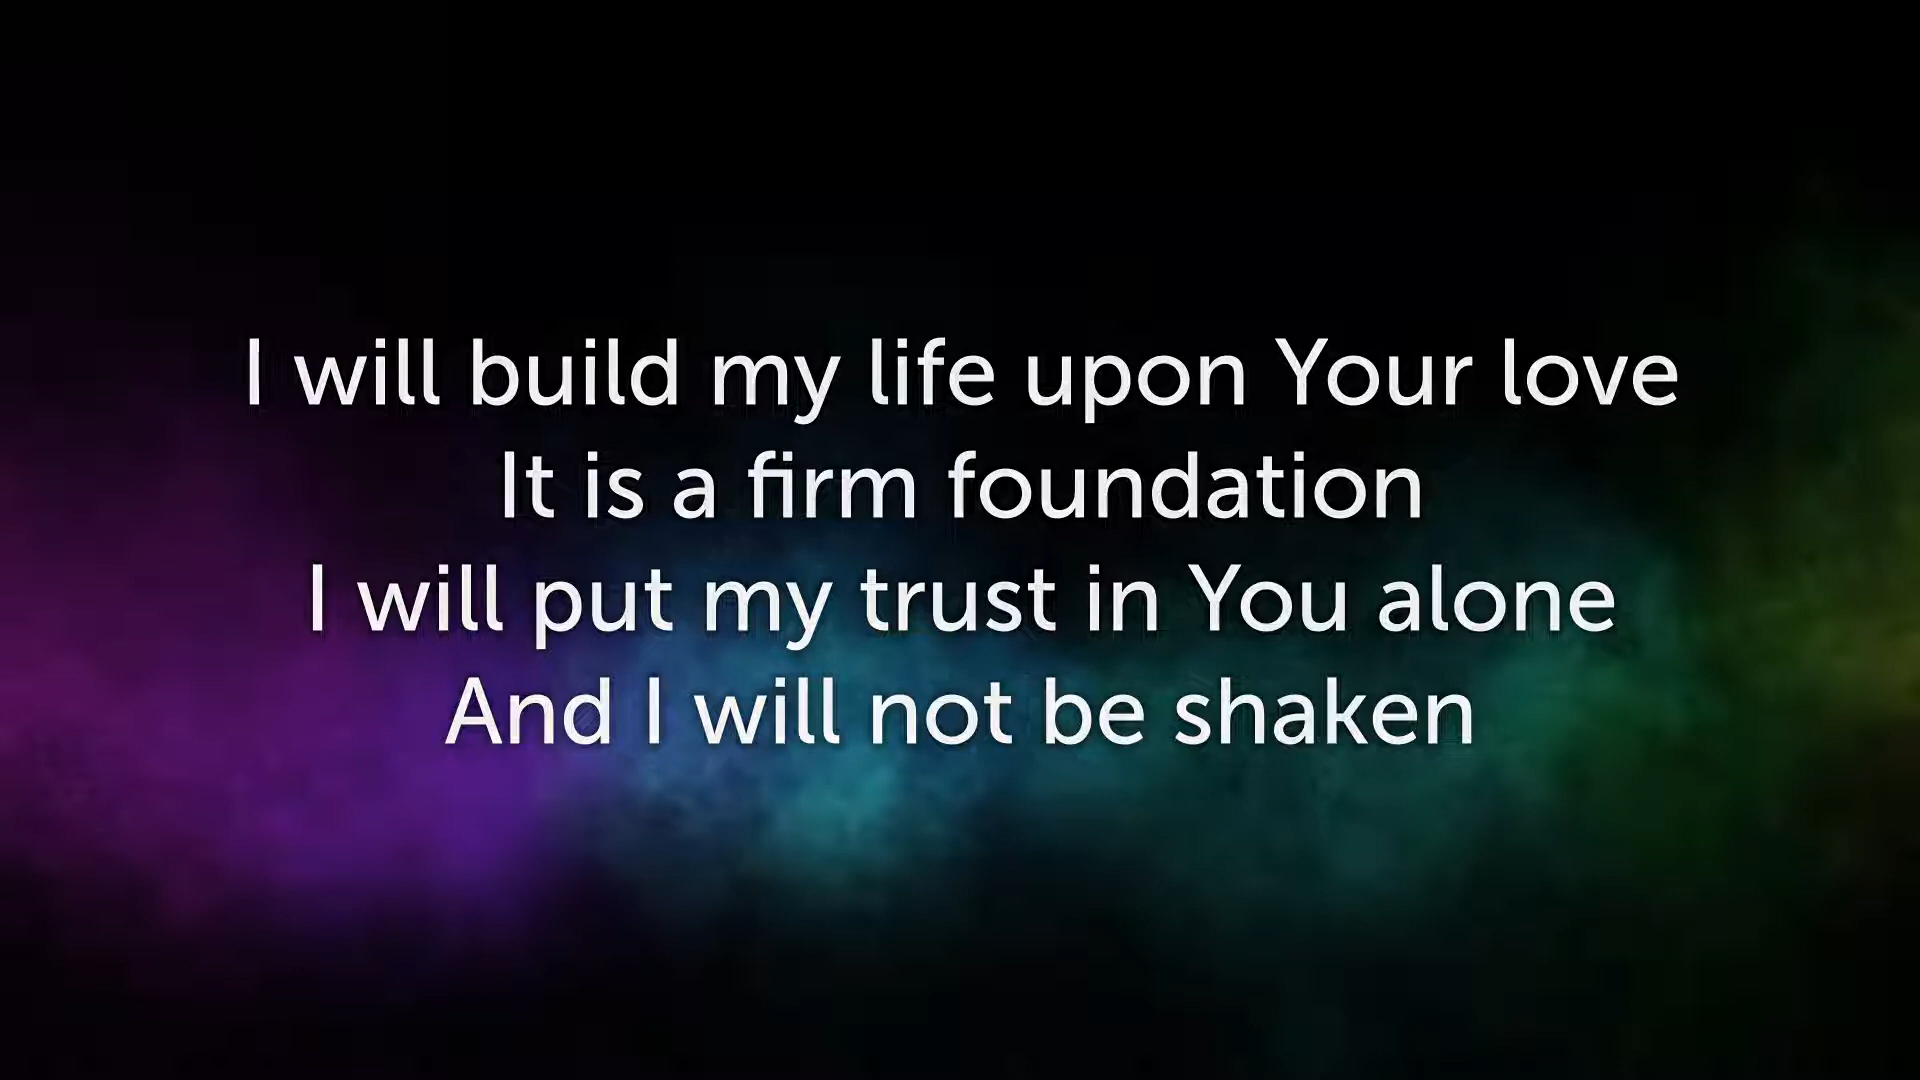 I will build my life upon Your love
It is a firm foundation
I will put my trust in You alone
And I will not be shaken